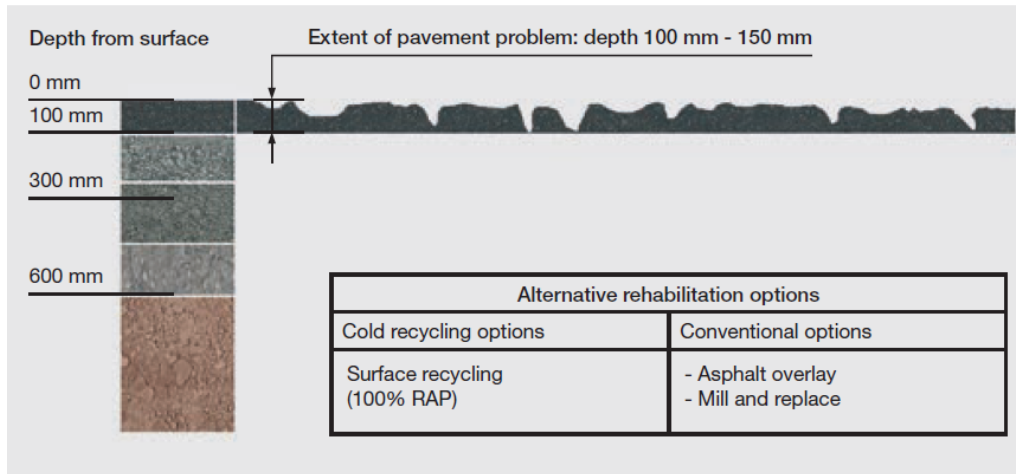 Depth from surface
Extent of pavement problem: depth 100 mm - 150 mm
0 mm
100 mm
300 mm
600 mm
Alternative rehabilitation options
Cold recycling options
Conventional options
Surface recycling
(100% RAP)
- Asphalt overlay
- Mill and replace